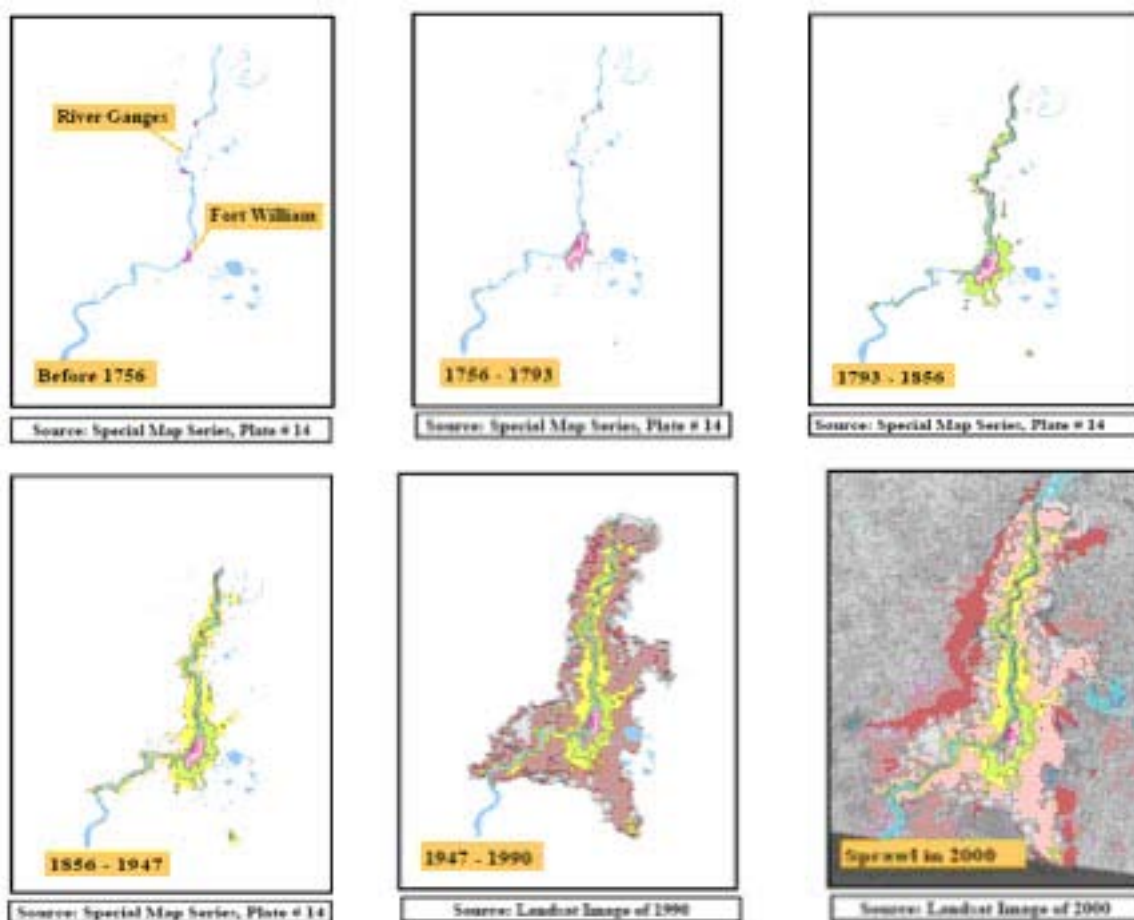 River Ganges
Fort William
Before 1756
Source: Special Map Series, Plate # 14
1756 - 1793
Source: Special Map Series, Plate # 14
1793 - 1856
Source: Special Map Series, Plate # 14
1856 - 1947
Source: Special Map Series, Plate # 14
1947 - 1990
Source: Landsat Image of 1990
Sprawl in 2000
Source: Landsat Image of 2000